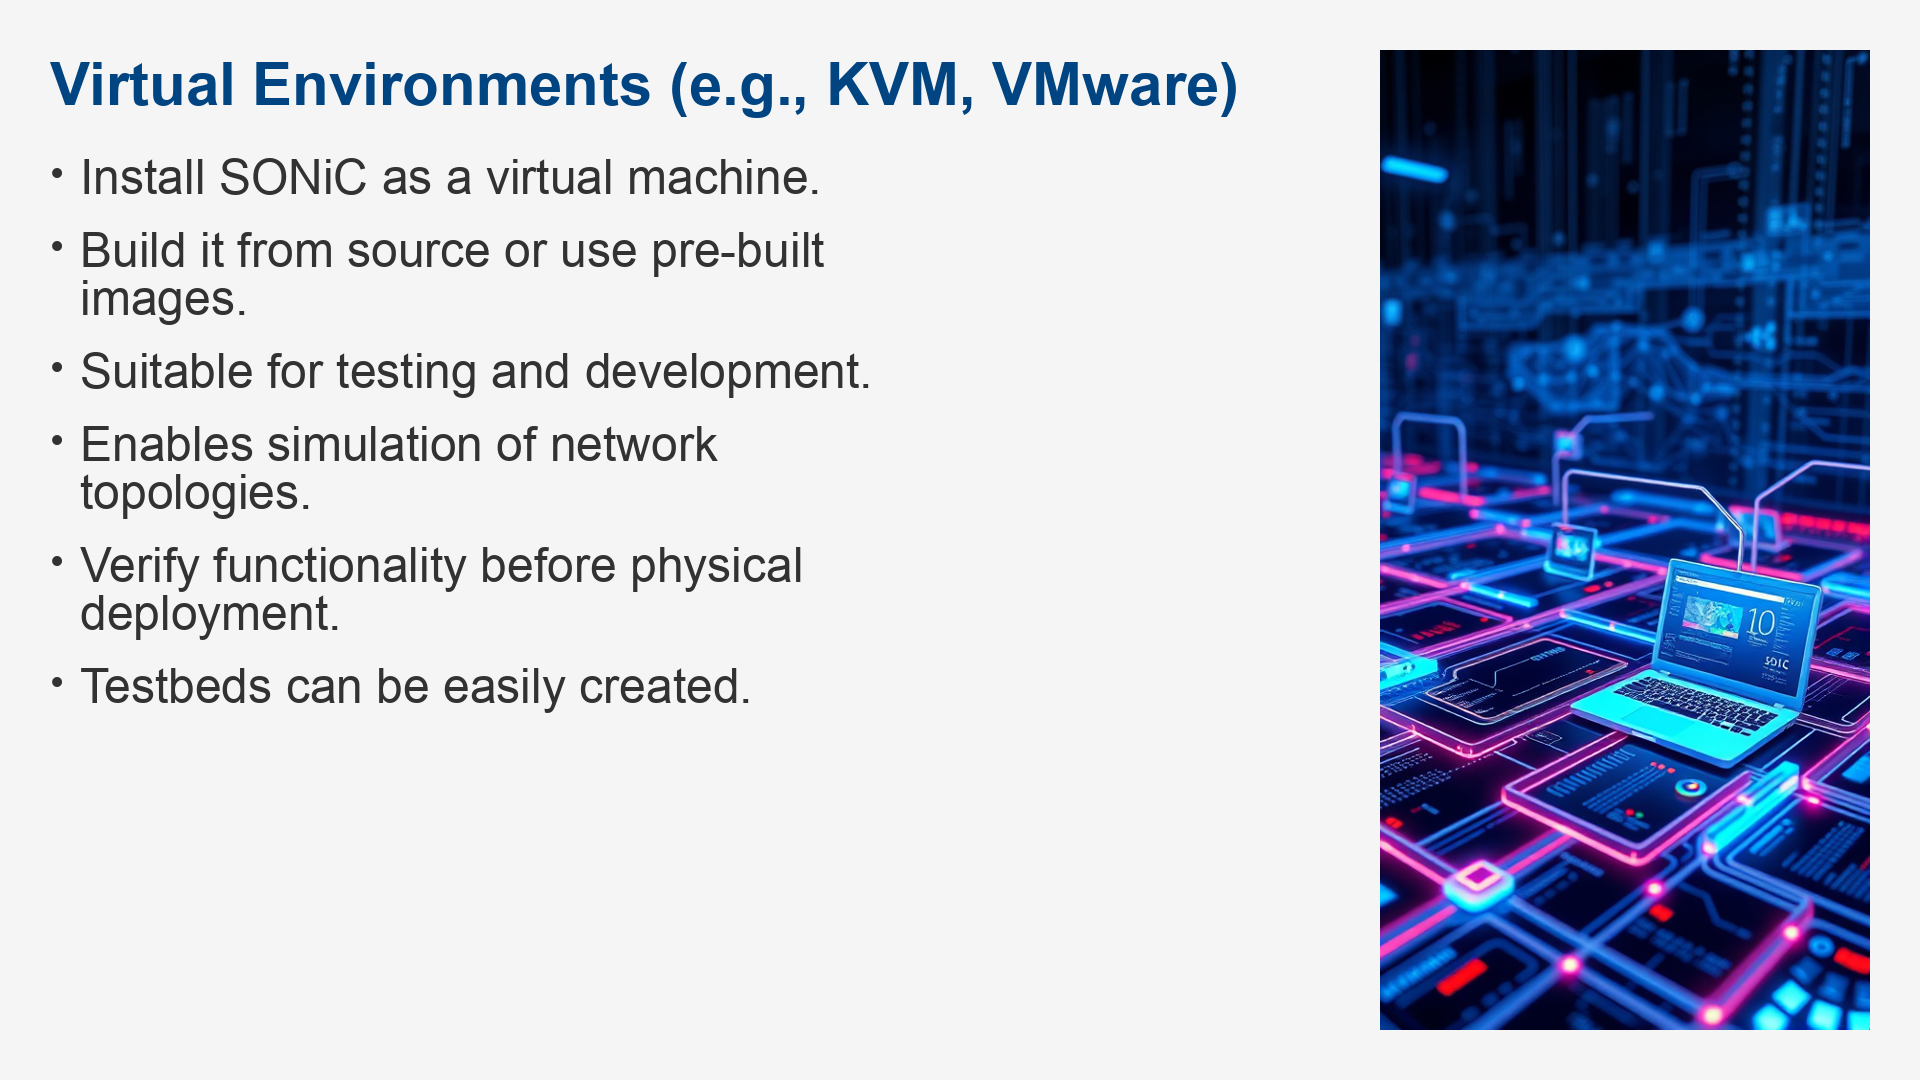 Virtual Environments (e.g., KVM, VMware)
• Install SONiC as a virtual machine.
• Build it from source or use pre-built
images.
• Suitable for testing and development.
• Enables simulation of network
topologies.
• Verify functionality before physical
deployment.
• Testbeds can be easily created.
10